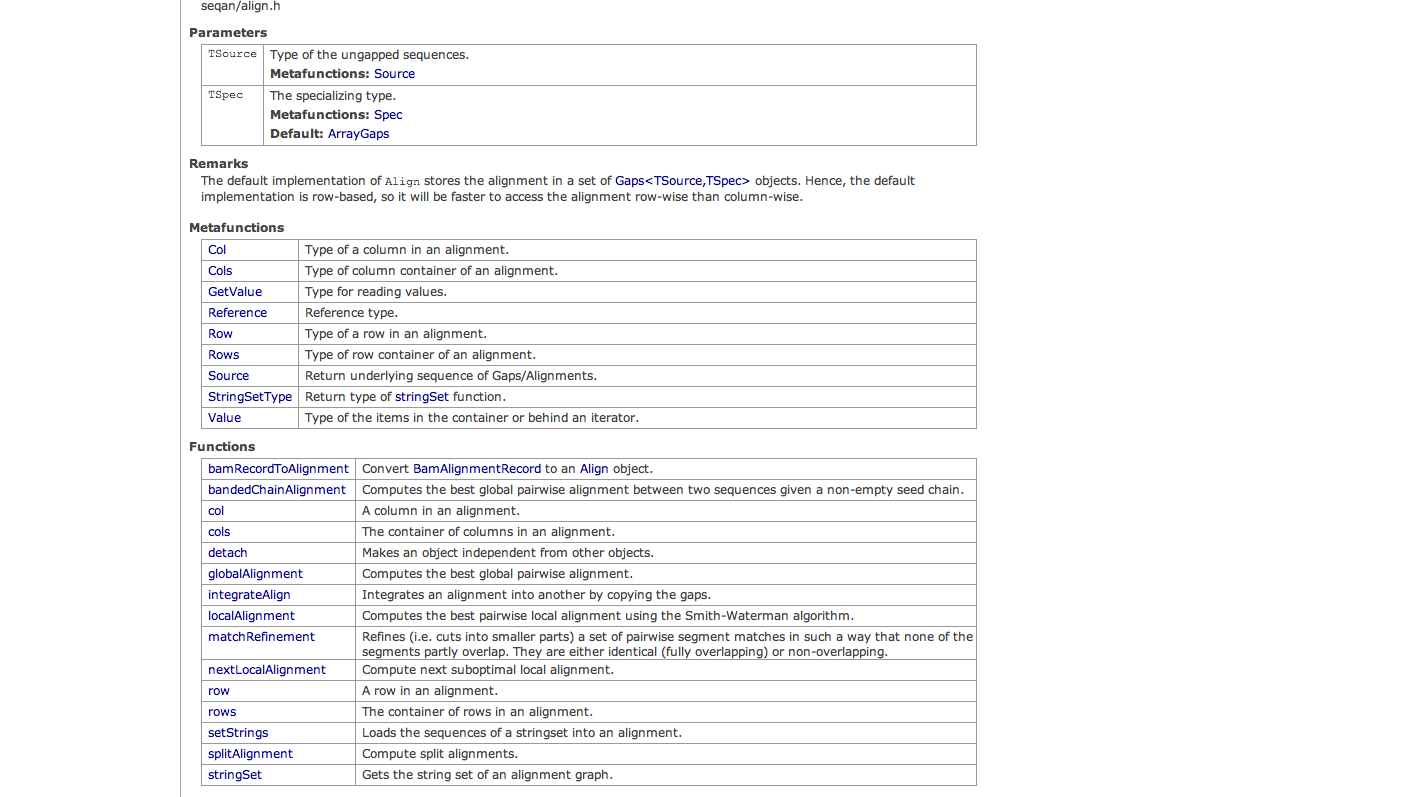 seqan/align.h
Parameters
TSource Type of the ungapped sequences.
Metafunctions: Source
TSpec The specializing type.
Metafunctions: Spec
Default: ArrayGaps
Remarks
The default implementation of Align stores the alignment in a set of Gaps<TSource,TSpec> objects. Hence, the default
implementation is row-based, so it will be faster to access the alignment row-wise than column-wise.
Metafunctions
Col Type of a column in an alignment.
Cols Type of column container of an alignment.
GetValue Type for reading values.
Reference Reference type.
Row Type of a row in an alignment.
Rows Type of row container of an alignment.
Source Return underlying sequence of Gaps/Alignments.
StringSetType Return type of stringSet function.
Value Type of the items in the container or behind an iterator.
Functions
bamRecordToAlignment Convert BamAlignmentRecord to an Align object.
bandedChainAlignment Computes the best global pairwise alignment between two sequences given a non-empty seed chain.
col A column in an alignment.
cols The container of columns in an alignment.
detach Makes an object independent from other objects.
globalAlignment Computes the best global pairwise alignment.
integrateAlign Integrates an alignment into another by copying the gaps.
localAlignment Computes the best pairwise local alignment using the Smith-Waterman algorithm.
matchRefinement Refines (i.e. cuts into smaller parts) a set of pairwise segment matches in such a way that none of the
segments partly overlap. They are either identical (fully overlapping) or non-overlapping.
nextLocalAlignment Compute next suboptimal local alignment.
row A row in an alignment.
rows The container of rows in an alignment.
setStrings Loads the sequences of a stringset into an alignment.
splitAlignment Compute split alignments.
stringSet Gets the string set of an alignment graph.